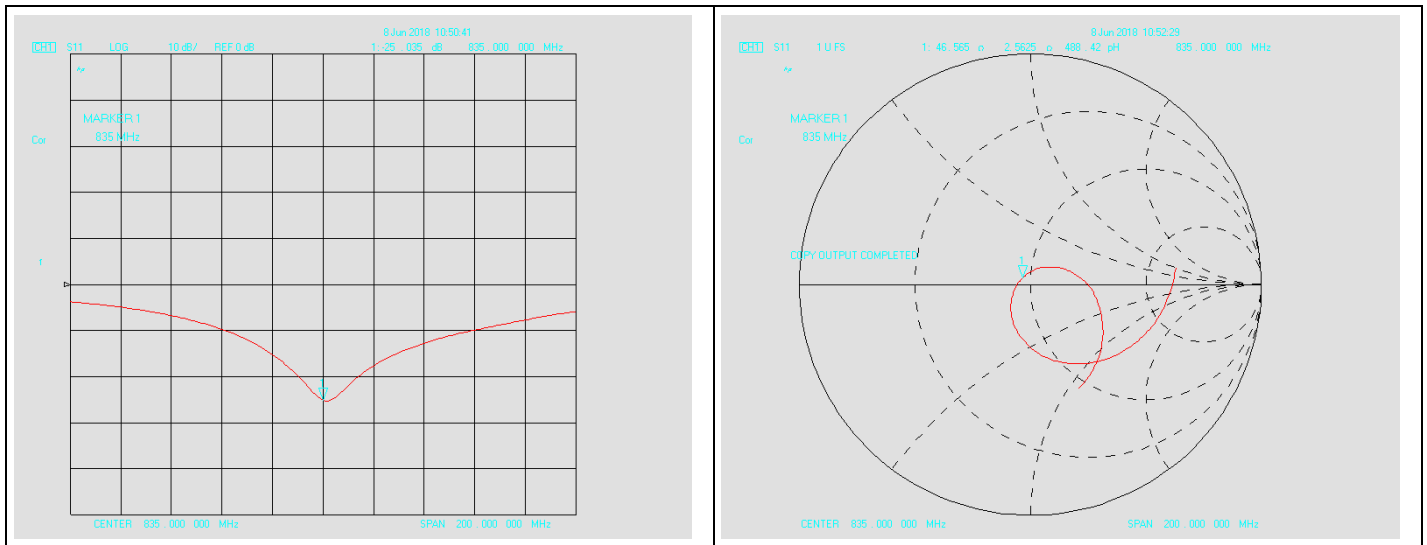 8 Jun 2018 10:50:41
CH1 S11 LOG 10 dB/ REF 0 dB 1:-25 .035 dB 835.000 000 MHz
MARKER 1
835 MHz
Cor
1
1
CENTER 835 . 000 000 MHz SPAN 200 . 000 000 MHz
8 Jun 2018 10:52:29
CH1 S11 1 U FS 1: 46. 565 Ω 2.5625 Ω 488. 42 pH 835. 000 000 MHz
MARKER 1
835 MHz
Cor
COPY OUTPUT COMPLETED
1
CENTER 835 . 000 000 MHz SPAN 200 . 000 000 MHz